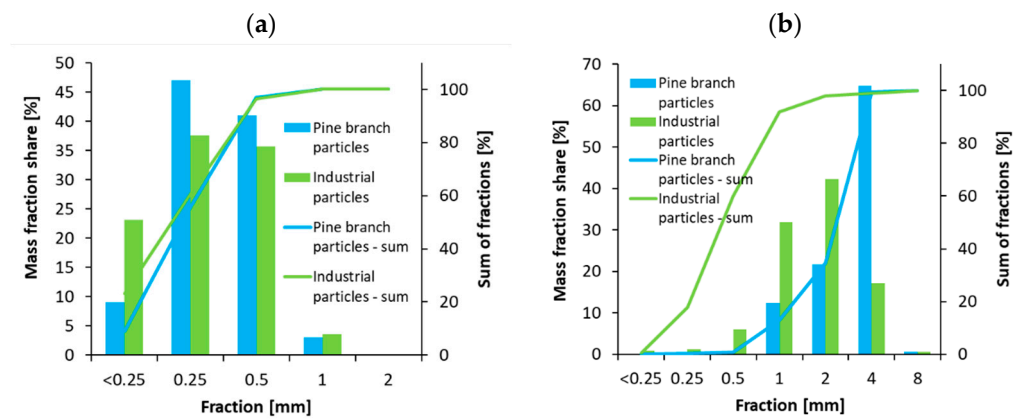 (a)
50
45
40
35
30
25
20
15
10
5
0
Mass fraction share [%]
Pine branch
particles
Industrial
particles
Pine branch
particles - sum
Industrial
particles - sum
100
80
60
40
20
0
Sum of fractions [%]
<0.25 0.25 0.5 1 2
Fraction [mm]
(b)
70
60
50
40
30
20
10
0
Mass fraction share [%]
Pine branch
particles
Industrial
particles
Pine branch
particles - sum
Industrial
particles - sum
100
80
60
40
20
0
Sum of fractions [%]
<0.25 0.25 0.5 1 2 4 8
Fraction [mm]